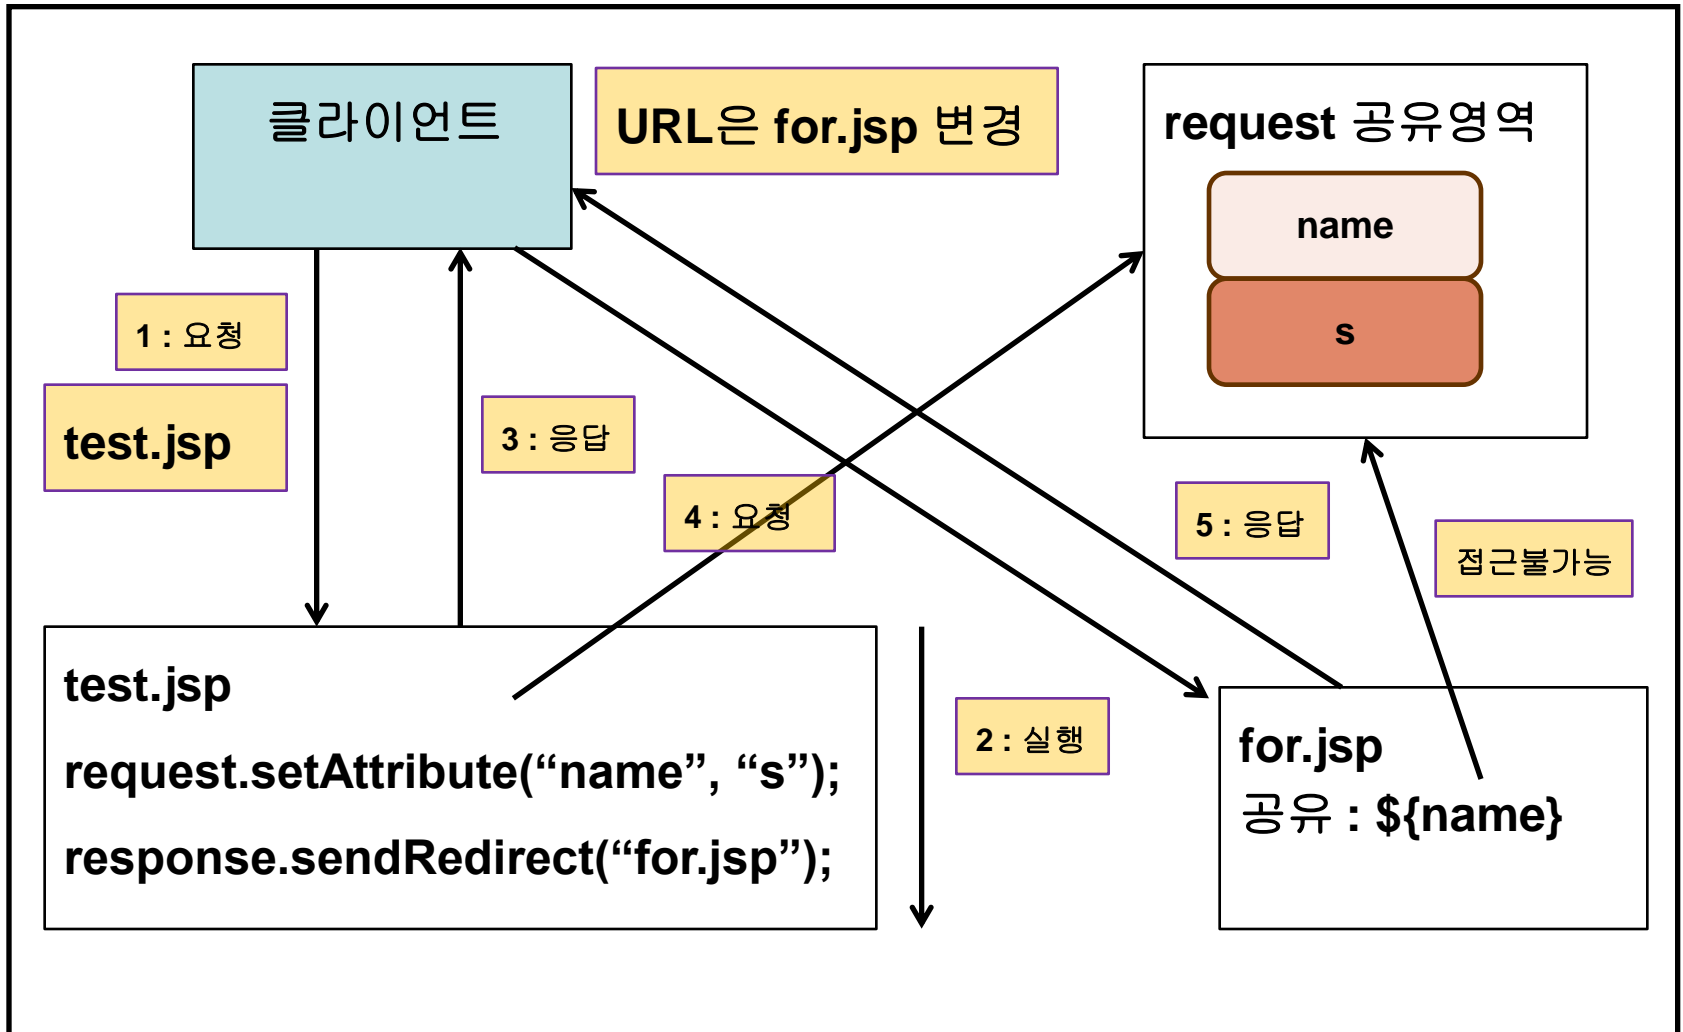 클라이언트
URL은 for.jsp 변경
request 공유영역
name
s
1 : 요청
test.jsp
3 : 응답
4 : 요청
5 : 응답
접근불가능
test.jsp
request.setAttribute(“name”, “s”);
response.sendRedirect(“for.jsp”);
2 : 실행
for.jsp
공유 : ${name}